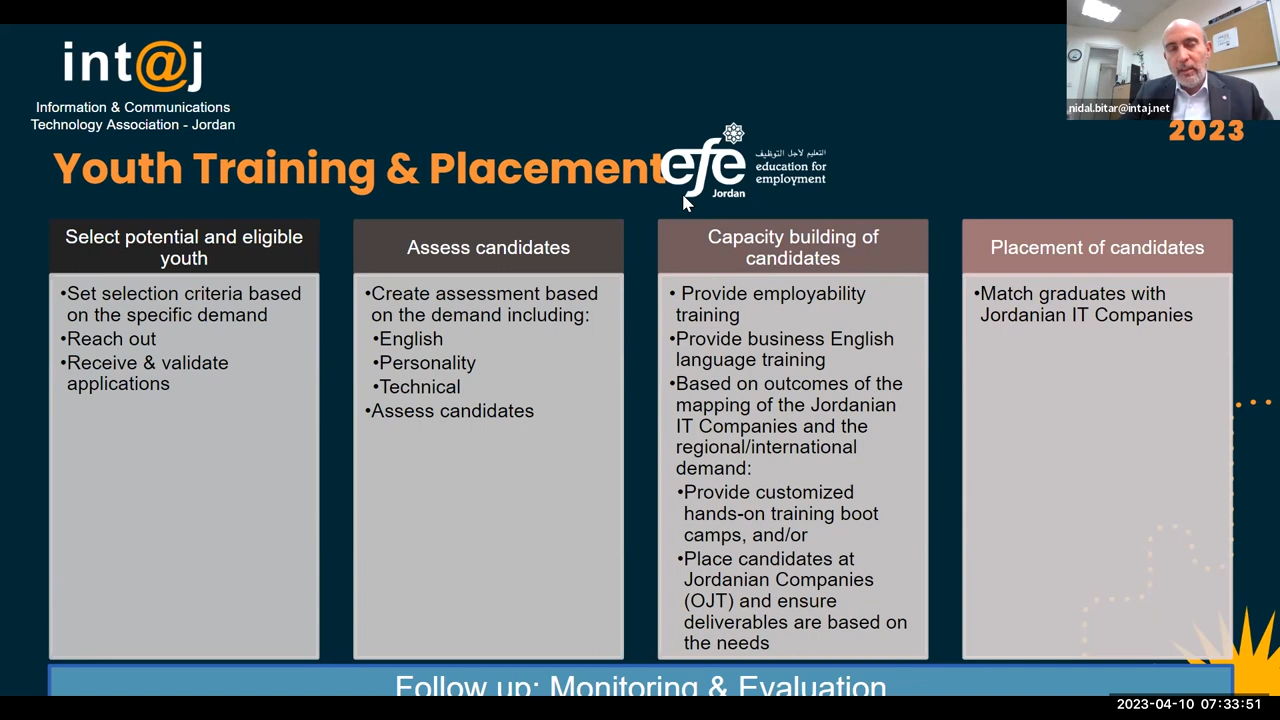 int@j
Information & Communications
Technology Association - Jordan
nidal.bitar@intaj.net
2023
Youth Training & Placement
efe
Jordan
التعليم لأجل التوظيف
education for
employment
Select potential and eligible
youth
•Set selection criteria based
on the specific demand
•Reach out
•Receive & validate
applications
Assess candidates
•Create assessment based
on the demand including:
•English
•Personality
•Technical
•Assess candidates
Capacity building of
candidates
• Provide employability
training
•Provide business English
language training
•Based on outcomes of the
mapping of the Jordanian
IT Companies and the
regional/international
demand:
•Provide customized
hands-on training boot
camps, and/or
•Place candidates at
Jordanian Companies
(OJT) and ensure
deliverables are based on
the needs
Placement of candidates
•Match graduates with
Jordanian IT Companies
Follow up: Monitoring & Evaluation
2023-04-10 07:33:51